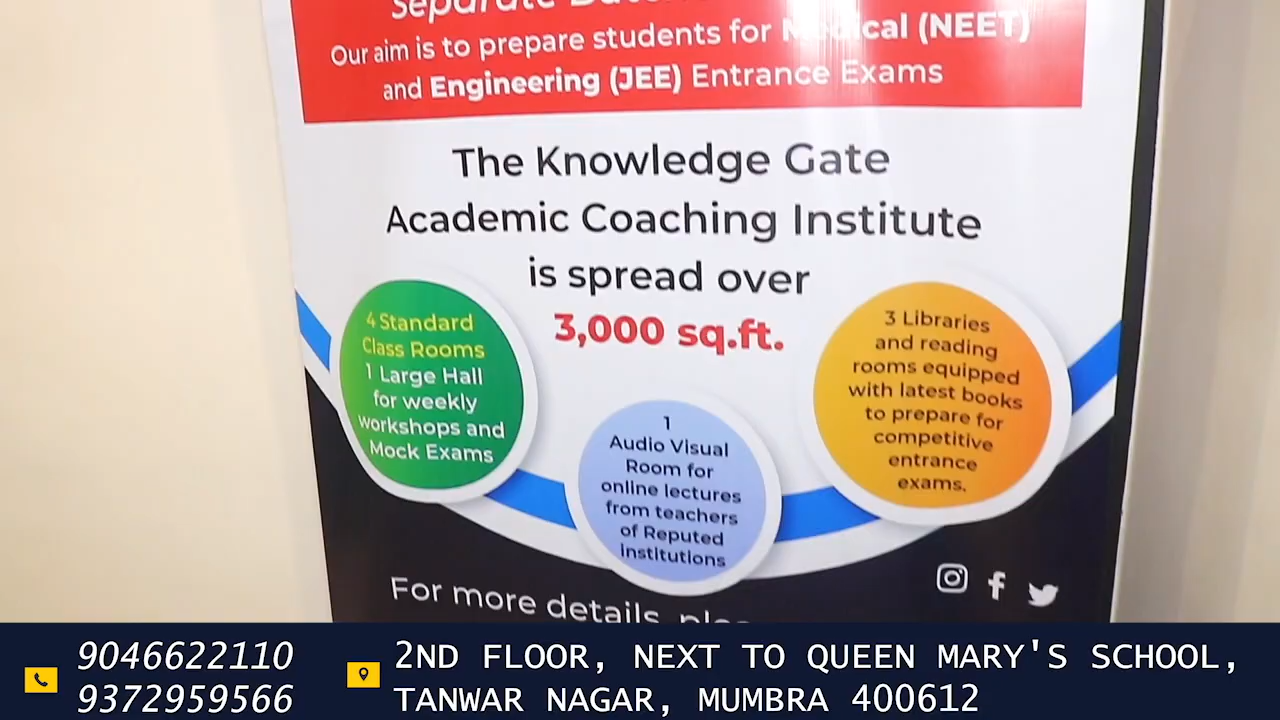 Separate
Our aim is to prepare students for Medical (NEET)
and Engineering (JEE) Entrance Exams
The Knowledge Gate
Academic Coaching Institute
is spread over
3,000 sq.ft.
4 Standard
Class Rooms
1 Large Hall
for weekly
workshops and
Mock Exams
1
Audio Visual
Room for
online lectures
from teachers
of Reputed
institutions
3 Libraries
and reading
rooms equipped
with latest books
to prepare for
competitive
entrance
exams.
For more details,
9046622110
9372959566
2ND FLOOR, NEXT TO QUEEN MARY'S SCHOOL,
TANWAR NAGAR, MUMBRA 400612